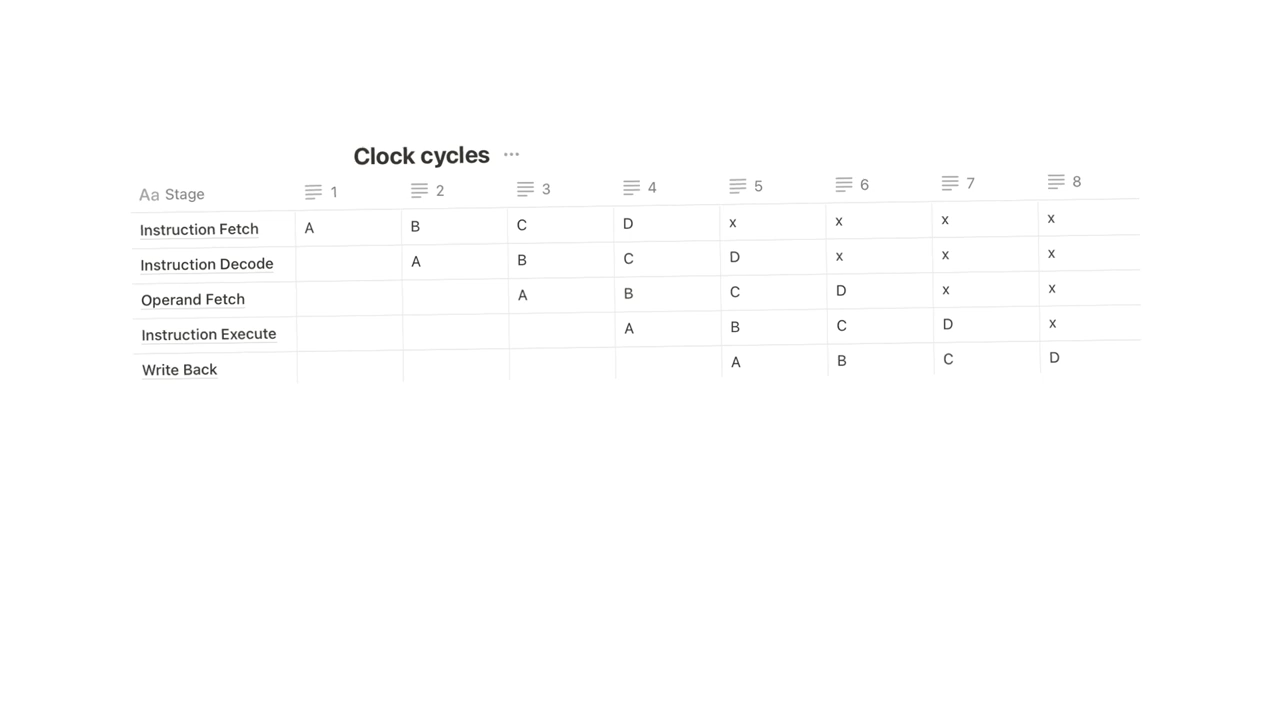 Clock cycles ...
Aa Stage 1 2 3 4 5 6 7 8
Instruction Fetch A B C D x x x x
Instruction Decode A B C D x x x
Operand Fetch A B C D x x
Instruction Execute A B C D x
Write Back A B C D